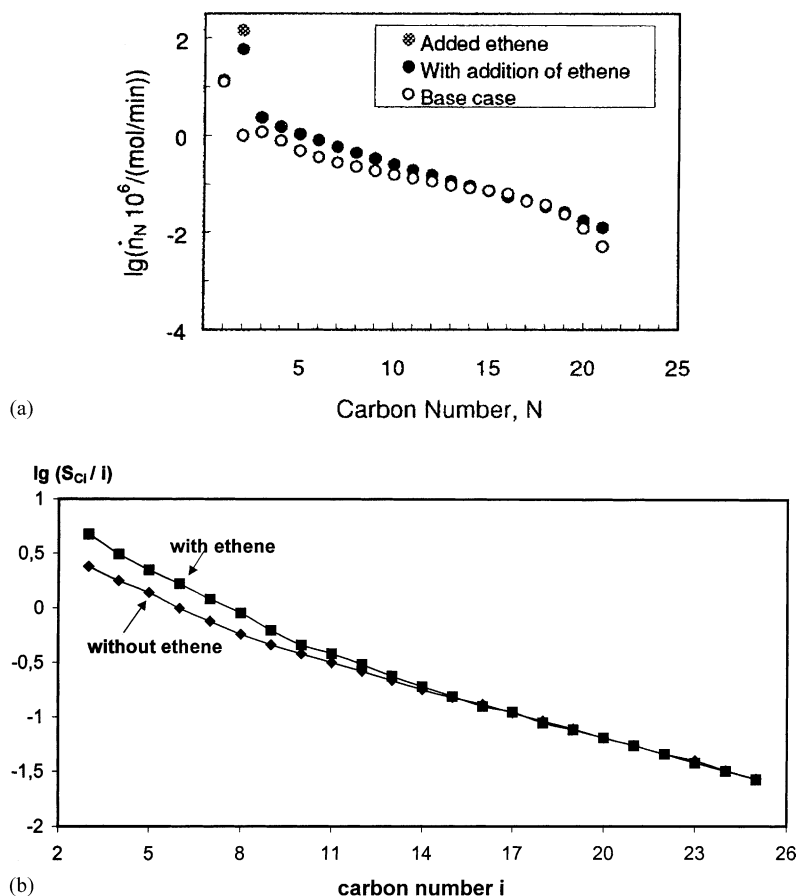 2
0
-2
-4
lg(ṅN 10⁶/(mol/min))
Added ethene
With addition of ethene
Base case
5 10 15 20 25
Carbon Number, N
(a)
lg (SCi / i)
1
0,5
0
-0,5
-1
-1,5
-2
with ethene
without ethene
2 5 8 11 14 17 20 23 26
carbon number i
(b)